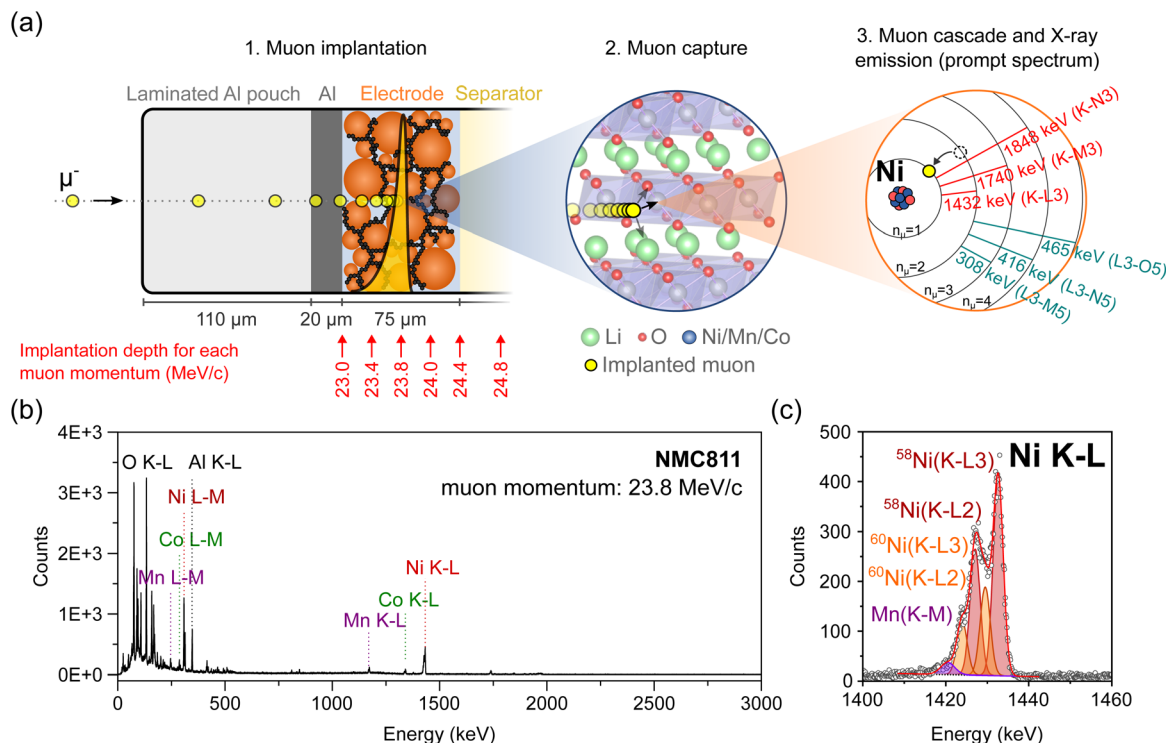 (a)
1. Muon implantation
2. Muon capture
3. Muon cascade and X-ray
emission (prompt spectrum)
Laminated Al pouch
Al
Electrode
Separator
μ-
110 μm
20 μm
75 μm
Implantation depth for each
muon momentum (MeV/c)
23.0
23.4
23.8
24.0
24.4
24.8
Li
O
Ni/Mn/Co
Implanted muon
Ni
1848 keV (K-N3)
1740 keV (K-M3)
1432 keV (K-L3)
465 keV (L3-O5)
416 keV (L3-N5)
308 keV (L3-M5)
nμ=1
nμ=2
nμ=3
nμ=4
(b)
4E+3
3E+3
2E+3
1E+3
0E+0
Counts
O K-L
Al K-L
Ni L-M
Co L-M
Mn L-M
Mn K-L
Co K-L
Ni K-L
NMC811
muon momentum: 23.8 MeV/c
0
500
1000
1500
2000
2500
3000
Energy (keV)
(c)
500
400
300
200
100
0
Counts
Ni K-L
58Ni(K-L3)
58Ni(K-L2)
60Ni(K-L3)
60Ni(K-L2)
Mn(K-M)
1400
1420
1440
1460
Energy (keV)